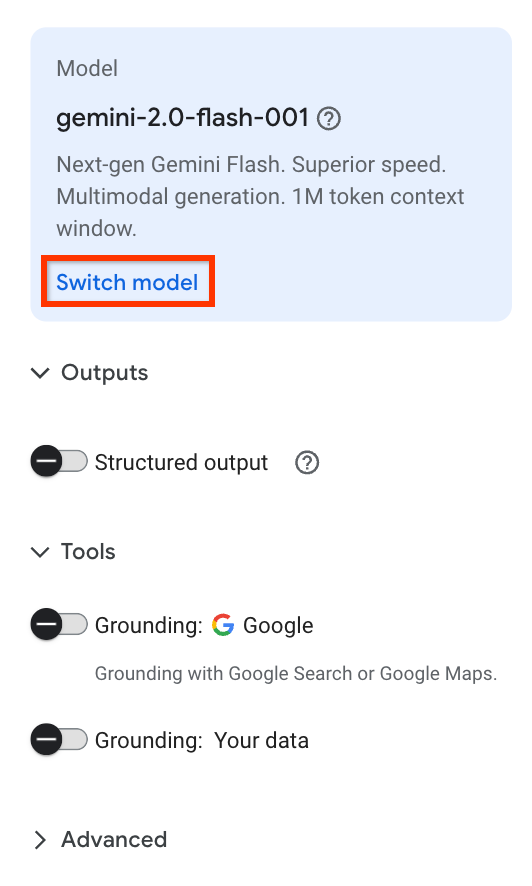 Model
gemini-2.0-flash-001
Next-gen Gemini Flash. Superior speed.
Multimodal generation. 1M token context
window.
Switch model
Outputs
Structured output
Tools
Grounding: Google
Grounding with Google Search or Google Maps.
Grounding: Your data
Advanced